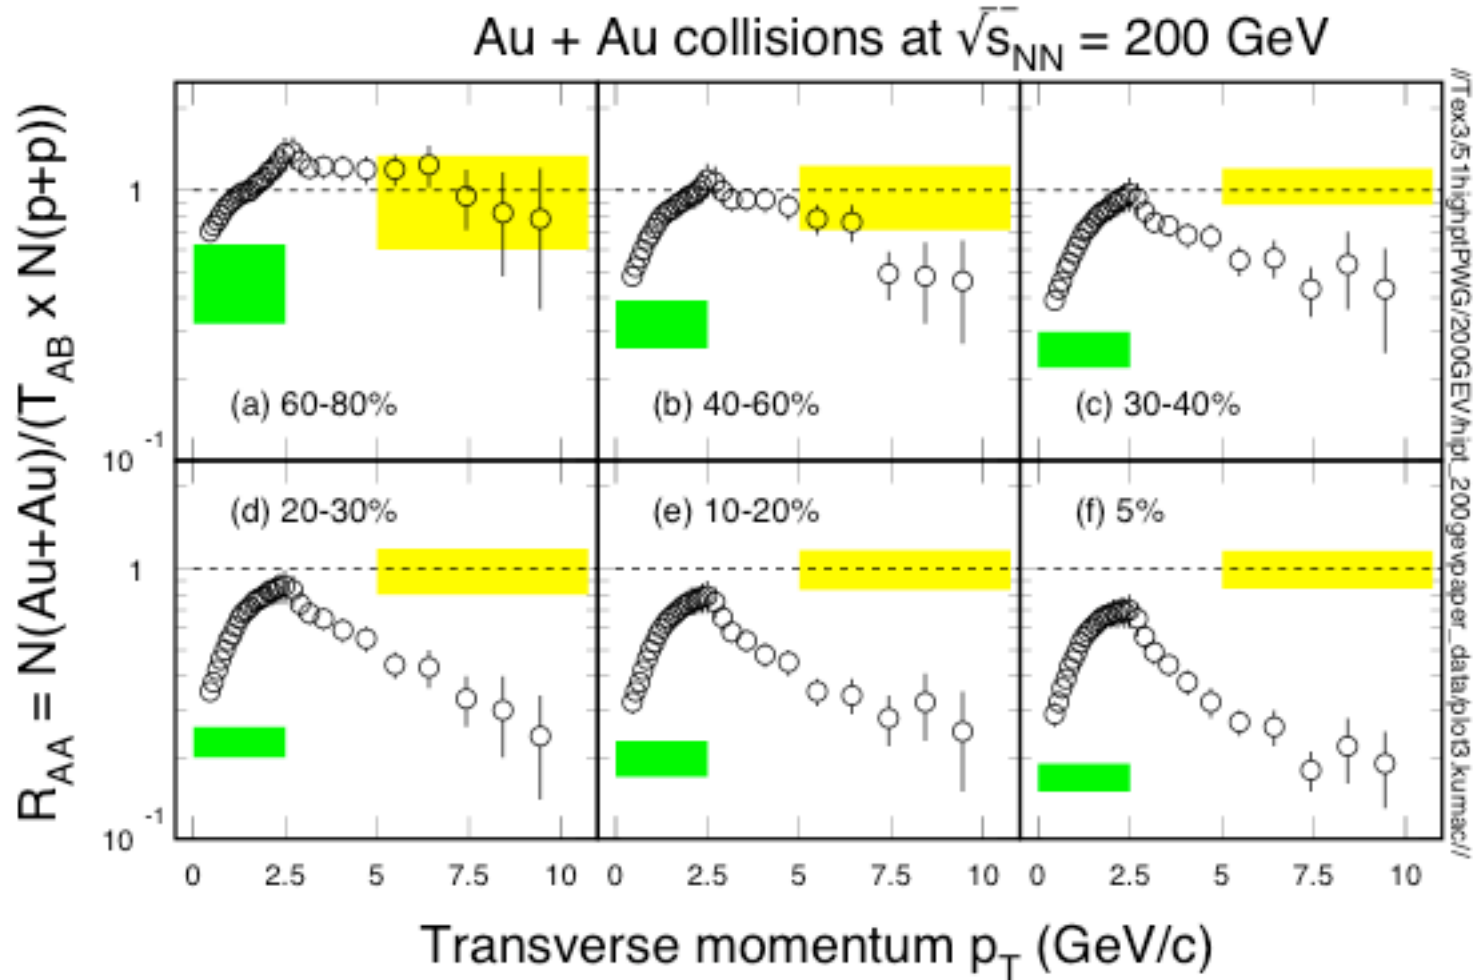 Au + Au collisions at √s_NN = 200 GeV
R_AA = N(Au+Au)/(T_AB x N(p+p))
1
10^-1
(a) 60-80%
(b) 40-60%
(c) 30-40%
1
10^-1
(d) 20-30%
(e) 10-20%
(f) 5%
0 2.5 5 7.5 10 0 2.5 5 7.5 10 0 2.5 5 7.5 10
Transverse momentum p_T (GeV/c)
//Tex3/51highptPWG/200GEV/hipt_200gevpaper_data/plot3.kumac//